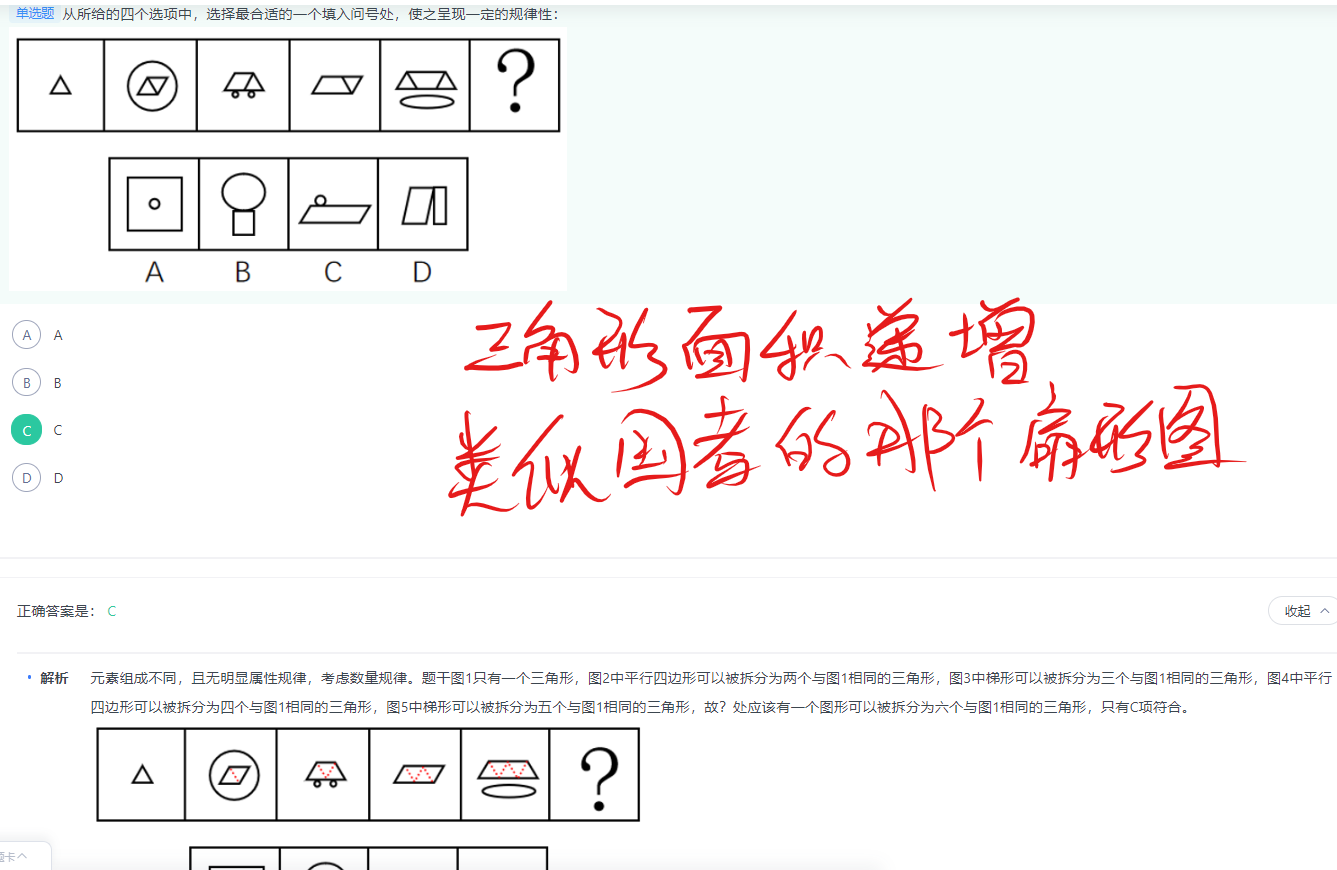 单选题 从所给的四个选项中，选择最合适的一个填入问号处，使之呈现一定的规律性：
?
A B C D
A A
B B
C C
D D
三角形面积递增
类似国考的那个扇形图
正确答案是： C
收起
解析 元素组成不同，且无明显属性规律，考虑数量规律。题干图1只有一个三角形，图2中平行四边形可以被拆分为两个与图1相同的三角形，图3中梯形可以被拆分为三个与图1相同的三角形，图4中平行
四边形可以被拆分为四个与图1相同的三角形，图5中梯形可以被拆分为五个与图1相同的三角形，故？处应该有一个图形可以被拆分为六个与图1相同的三角形，只有C项符合。
?
卡